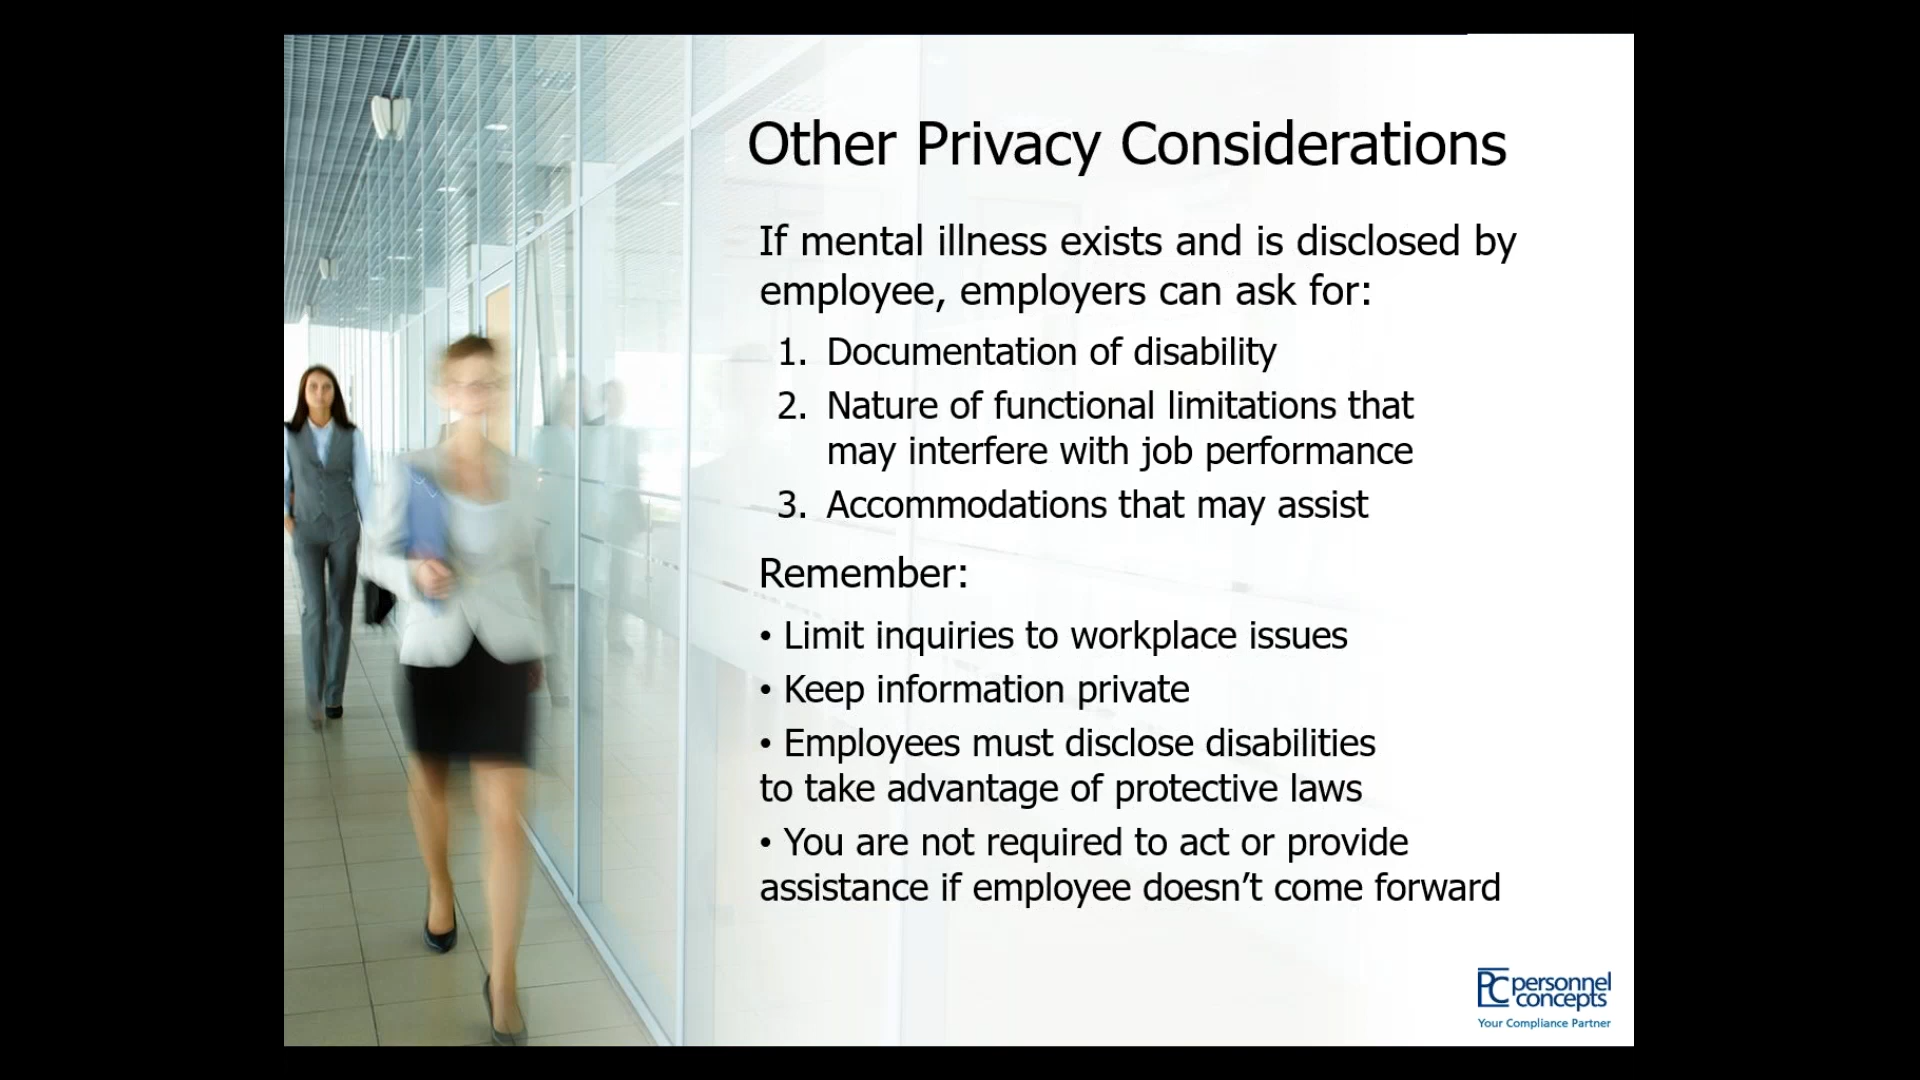 Other Privacy Considerations
If mental illness exists and is disclosed by
employee, employers can ask for:
1. Documentation of disability
2. Nature of functional limitations that
may interfere with job performance
3. Accommodations that may assist
Remember:
• Limit inquiries to workplace issues
• Keep information private
• Employees must disclose disabilities
to take advantage of protective laws
• You are not required to act or provide
assistance if employee doesn’t come forward
PC personnel
concepts
Your Compliance Partner